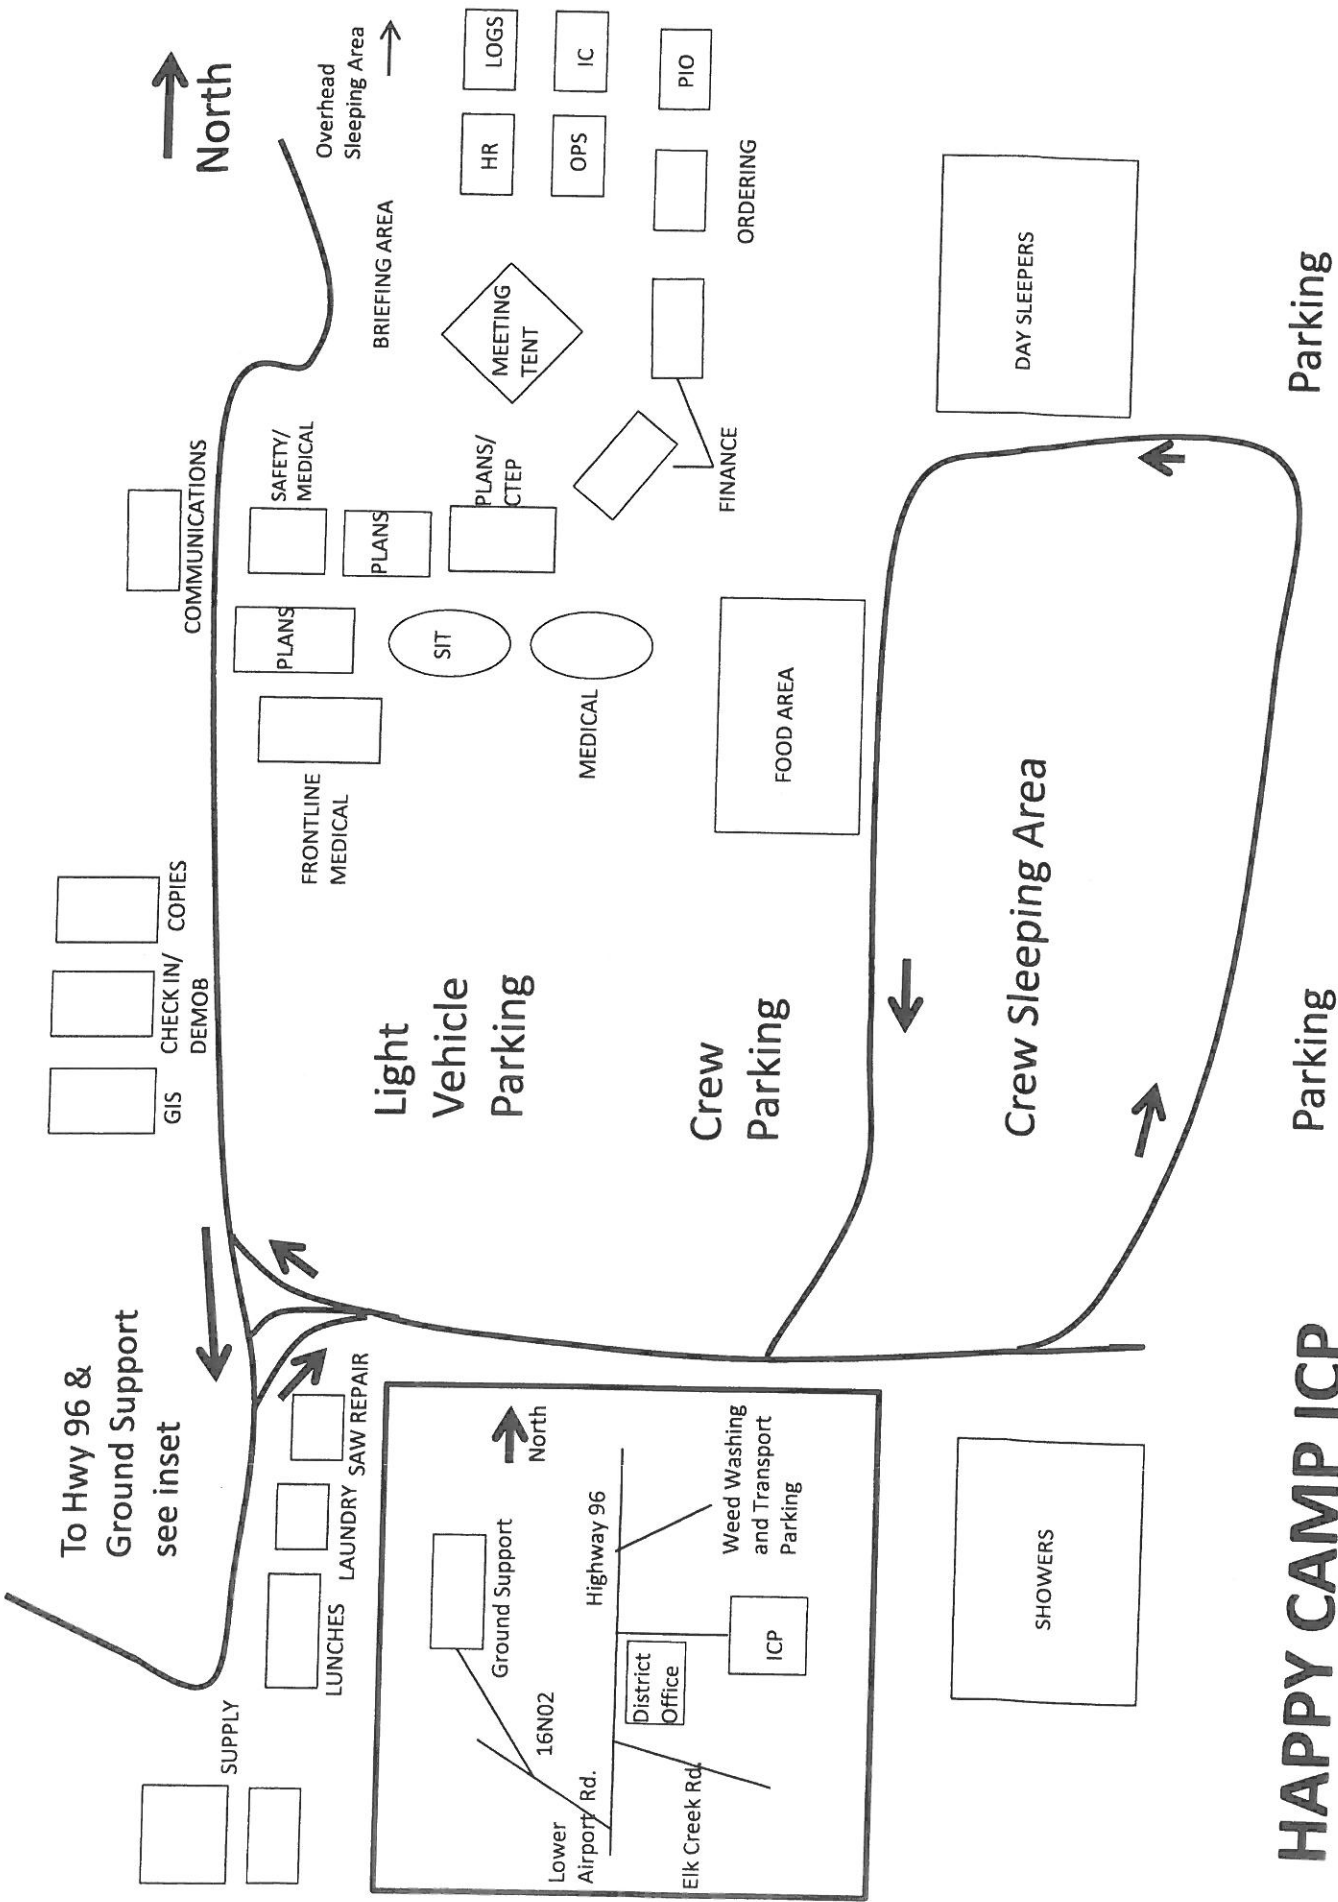 To Hwy 96 &
Ground Support
see inset
GIS
CHECK IN/
DEMOB
COPIES
COMMUNICATIONS
North
SUPPLY
LUNCHES
LAUNDRY
SAW REPAIR
FRONTLINE
MEDICAL
PLANS
SAFETY/
MEDICAL
PLANS
BRIEFING AREA
Overhead
Sleeping Area
Light
Vehicle
Parking
SIT
PLANS/
CTEP
MEETING
TENT
HR
LOGS
MEDICAL
OPS
IC
Crew
Parking
FOOD AREA
FINANCE
ORDERING
PIO
North
Ground Support
16N02
Lower
Airport Rd.
Highway 96
District
Office
Elk Creek Rd.
ICP
Weed Washing
and Transport
Parking
SHOWERS
Crew Sleeping Area
DAY SLEEPERS
Parking
Parking
HAPPY CAMP ICP